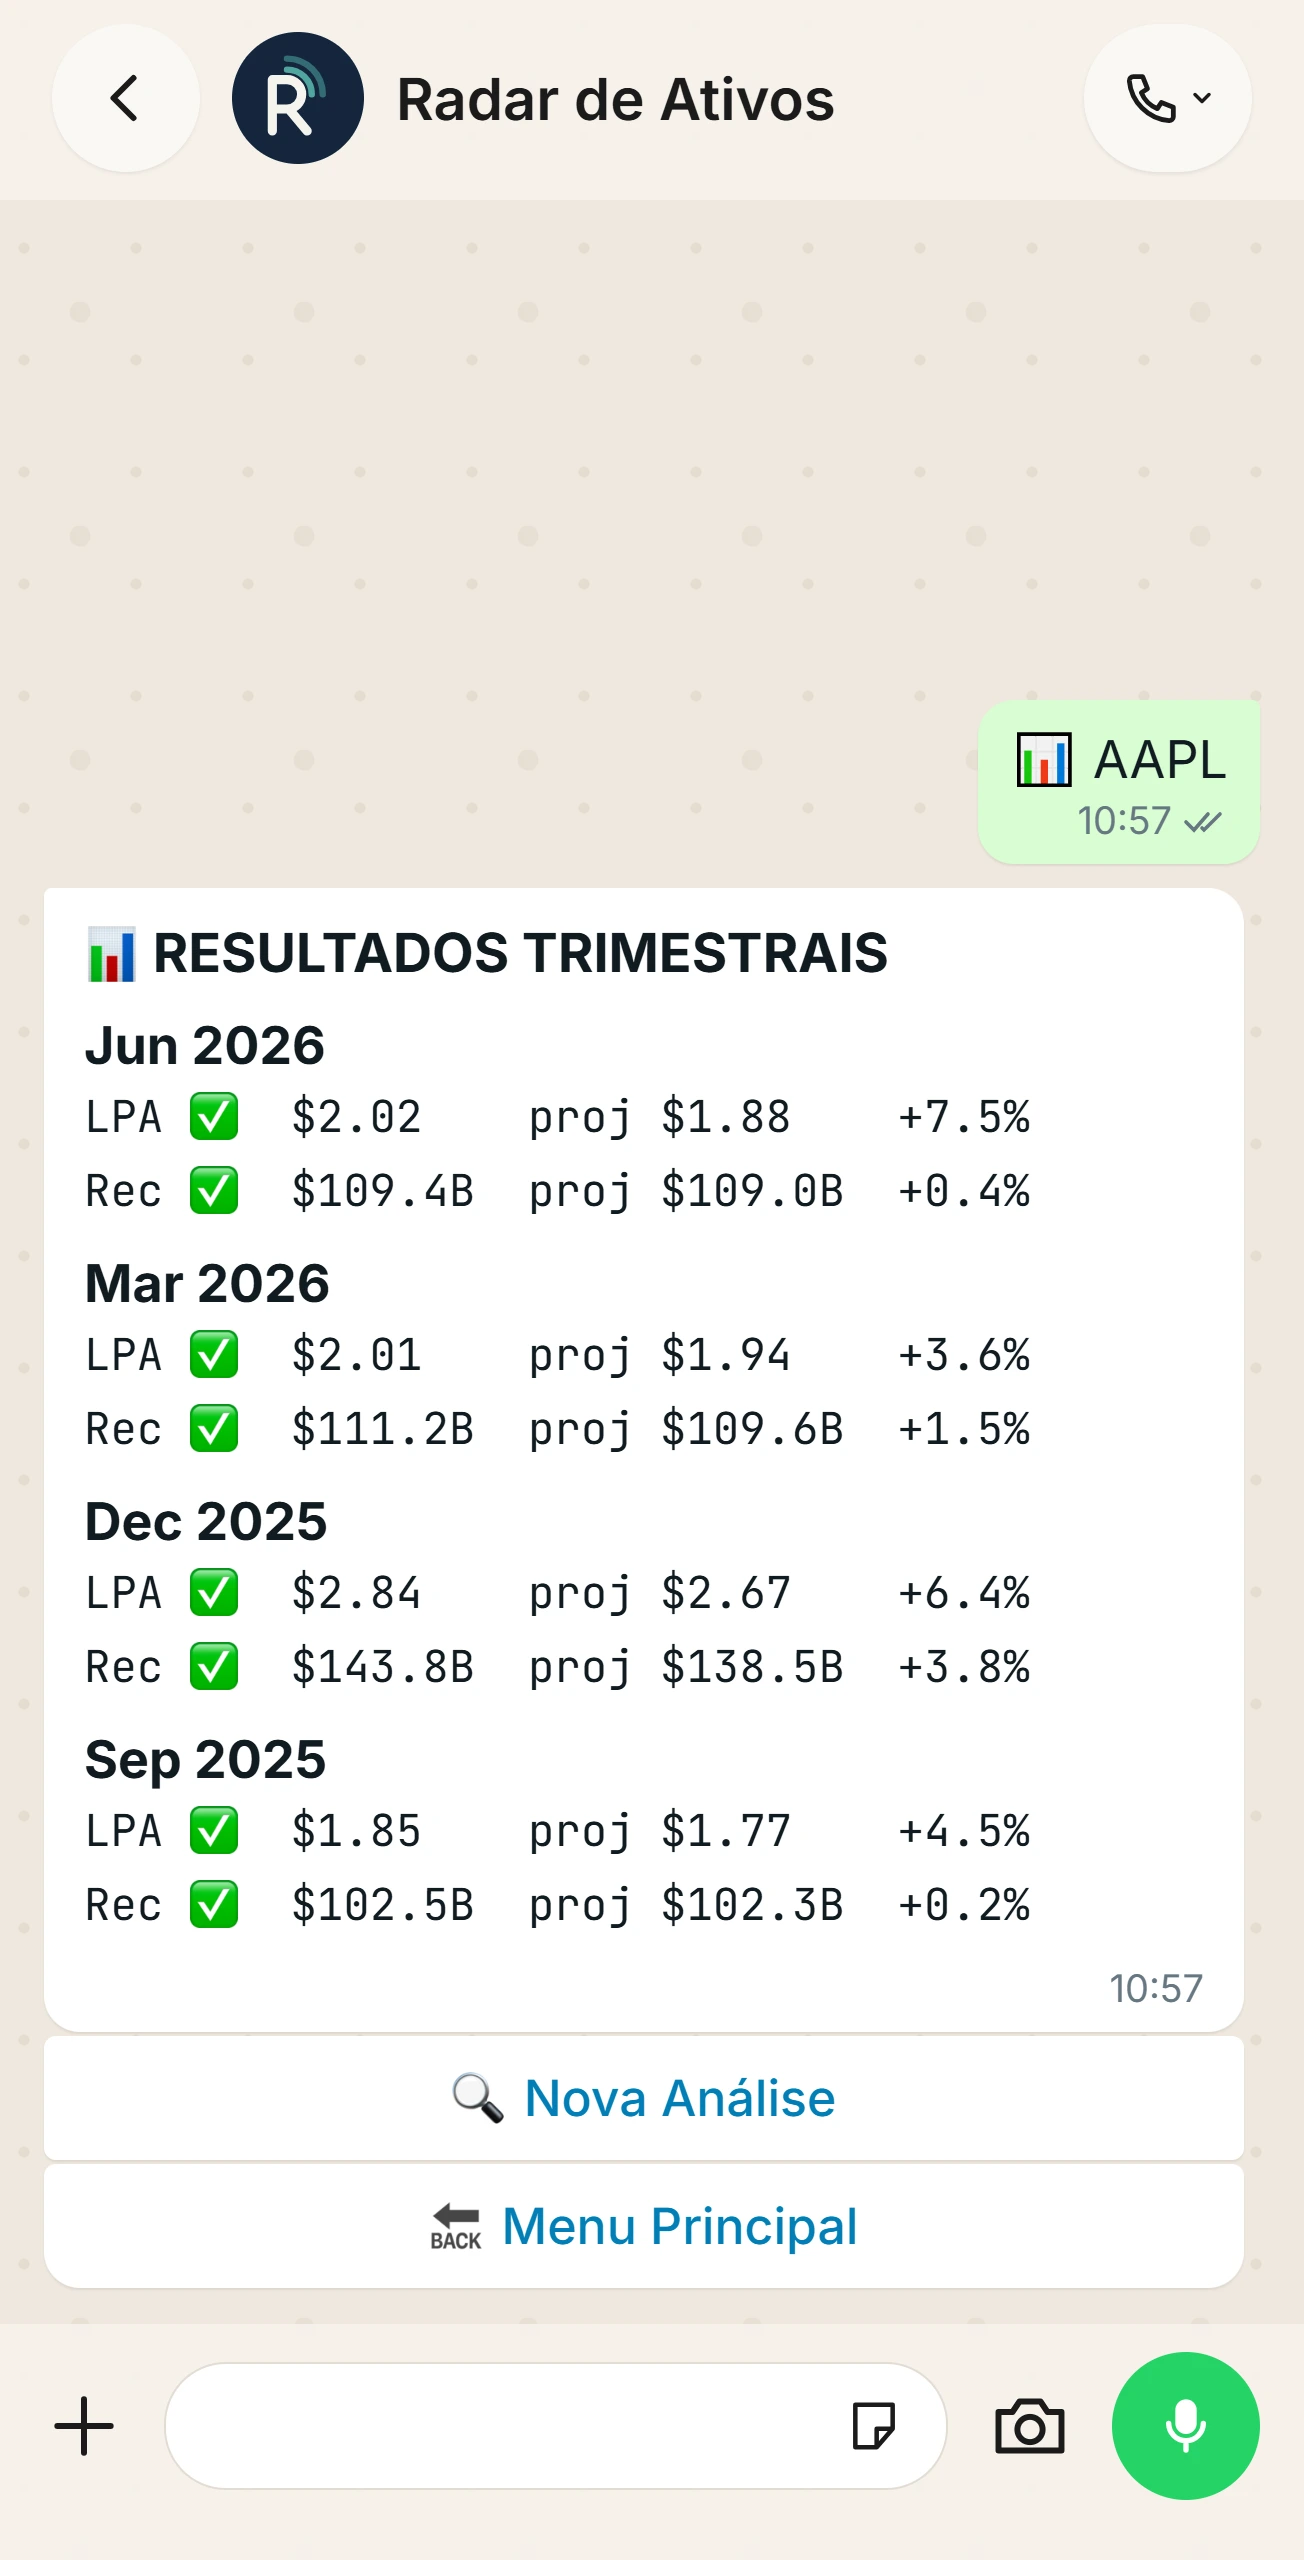 R
Radar de Ativos
📊 AAPL
10:57
📊 RESULTADOS TRIMESTRAIS
Jun 2026
LPA ✅ $2.02 proj $1.88 +7.5%
Rec ✅ $109.4B proj $109.0B +0.4%
Mar 2026
LPA ✅ $2.01 proj $1.94 +3.6%
Rec ✅ $111.2B proj $109.6B +1.5%
Dec 2025
LPA ✅ $2.84 proj $2.67 +6.4%
Rec ✅ $143.8B proj $138.5B +3.8%
Sep 2025
LPA ✅ $1.85 proj $1.77 +4.5%
Rec ✅ $102.5B proj $102.3B +0.2%
10:57
🔍 Nova Análise
BACK Menu Principal